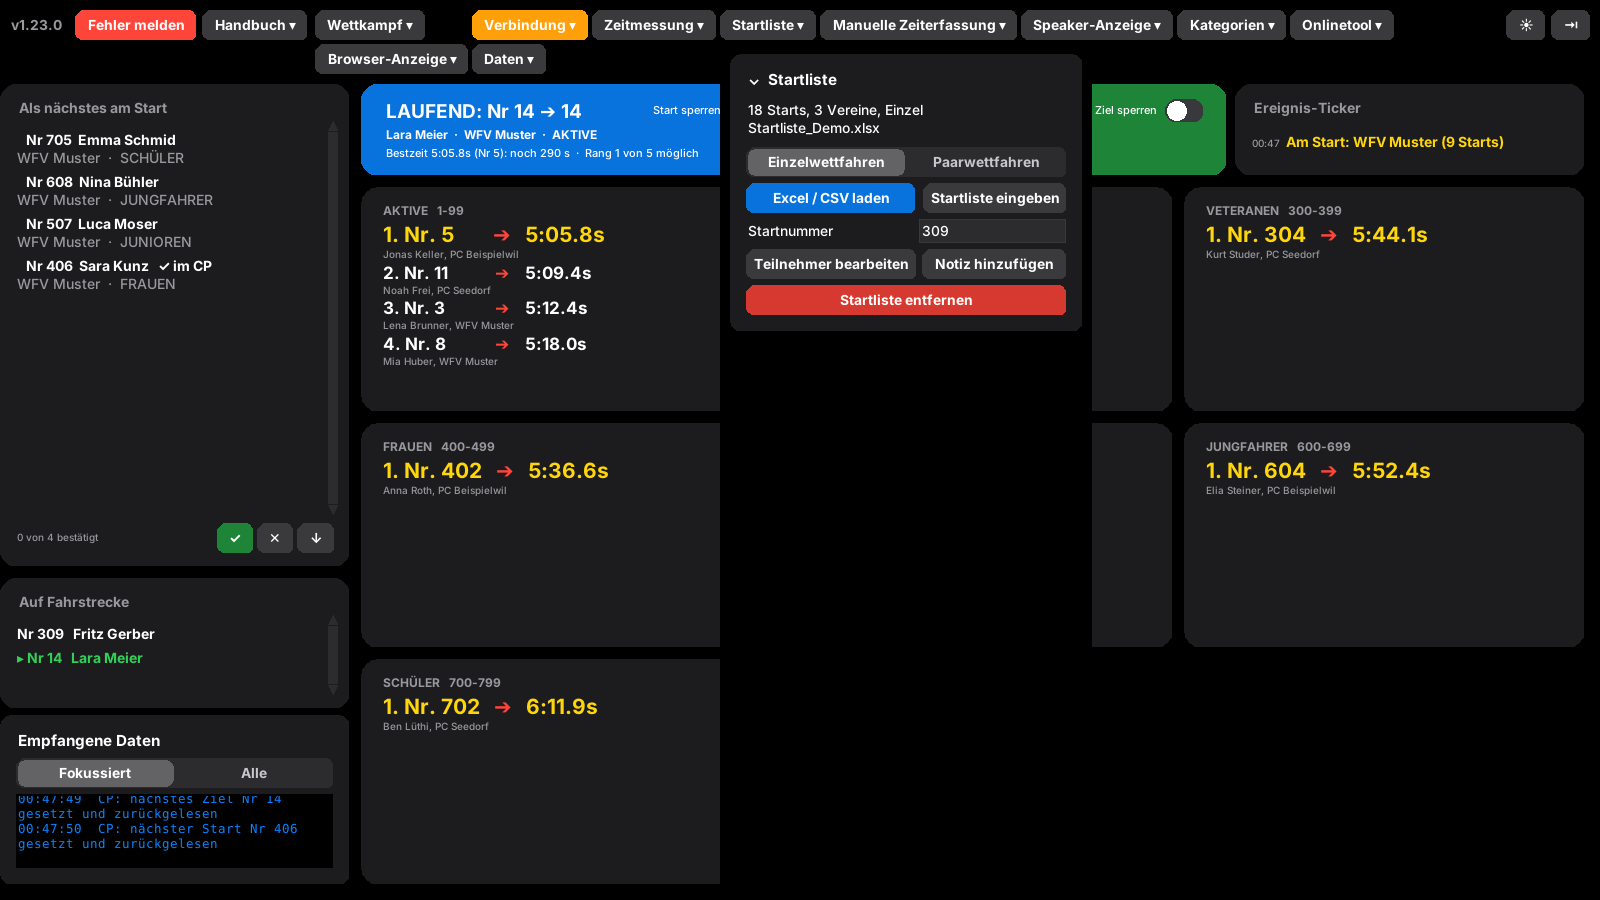 v1.23.0 Fehler melden Handbuch ▾ Wettkampf ▾ Verbindung ▾ Zeitmessung ▾ Startliste ▾ Manuelle Zeiterfassung ▾ Speaker-Anzeige ▾ Kategorien ▾ Onlinetool ▾ ☀ ⇥
Browser-Anzeige ▾ Daten ▾
Als nächstes am Start
Nr 705 Emma Schmid
WFV Muster · SCHÜLER
Nr 608 Nina Bühler
WFV Muster · JUNGFAHRER
Nr 507 Luca Moser
WFV Muster · JUNIOREN
Nr 406 Sara Kunz ✓ im CP
WFV Muster · FRAUEN
0 von 4 bestätigt ✓ ✕ ↓
Auf Fahrstrecke
Nr 309 Fritz Gerber
▸ Nr 14 Lara Meier
Empfangene Daten
Fokussiert Alle
00:47:49 CP: nächstes Ziel Nr 14
gesetzt und zurückgelesen
00:47:50 CP: nächster Start Nr 406
gesetzt und zurückgelesen
LAUFEND: Nr 14 ➔ 14 Start sperren
Lara Meier · WFV Muster · AKTIVE
Bestzeit 5:05.8s (Nr 5): noch 290 s · Rang 1 von 5 möglich
AKTIVE 1-99
1. Nr. 5 ➔ 5:05.8s
Jonas Keller, PC Beispielwil
2. Nr. 11 ➔ 5:09.4s
Noah Frei, PC Seedorf
3. Nr. 3 ➔ 5:12.4s
Lena Brunner, WFV Muster
4. Nr. 8 ➔ 5:18.0s
Mia Huber, WFV Muster
FRAUEN 400-499
1. Nr. 402 ➔ 5:36.6s
Anna Roth, PC Beispielwil
SCHÜLER 700-799
1. Nr. 702 ➔ 6:11.9s
Ben Lüthi, PC Seedorf
Startliste
18 Starts, 3 Vereine, Einzel
Startliste_Demo.xlsx
Einzelwettfahren Paarwettfahren
Excel / CSV laden Startliste eingeben
Startnummer 309
Teilnehmer bearbeiten Notiz hinzufügen
Startliste entfernen
Ziel sperren
Ereignis-Ticker
00:47 Am Start: WFV Muster (9 Starts)
VETERANEN 300-399
1. Nr. 304 ➔ 5:44.1s
Kurt Studer, PC Seedorf
JUNGFAHRER 600-699
1. Nr. 604 ➔ 5:52.4s
Elia Steiner, PC Beispielwil